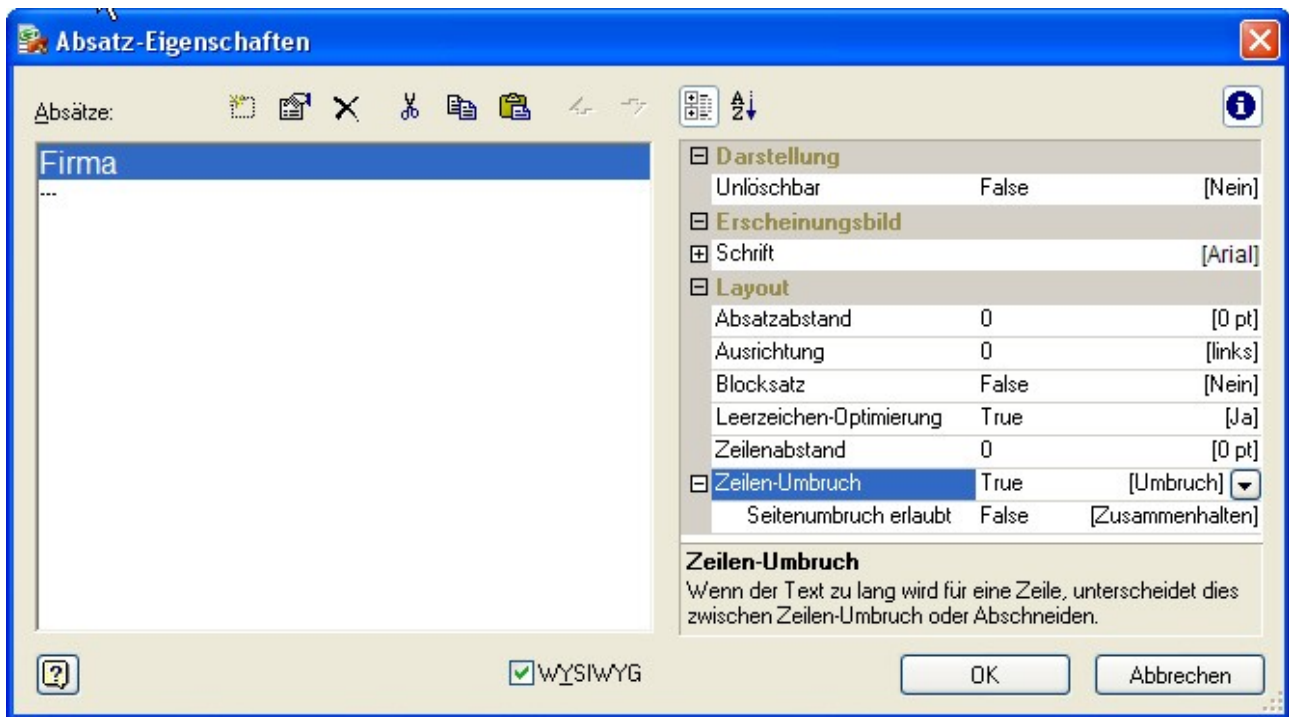 Absatz-Eigenschaften
Absätze:
Firma
---
Darstellung
Unlöschbar False [Nein]
Erscheinungsbild
Schrift [Arial]
Layout
Absatzabstand 0 [0 pt]
Ausrichtung 0 [links]
Blocksatz False [Nein]
Leerzeichen-Optimierung True [Ja]
Zeilenabstand 0 [0 pt]
Zeilen-Umbruch True [Umbruch]
Seitenumbruch erlaubt False [Zusammenhalten]
Zeilen-Umbruch
Wenn der Text zu lang wird für eine Zeile, unterscheidet dies
zwischen Zeilen-Umbruch oder Abschneiden.
WYSIWYG
OK
Abbrechen